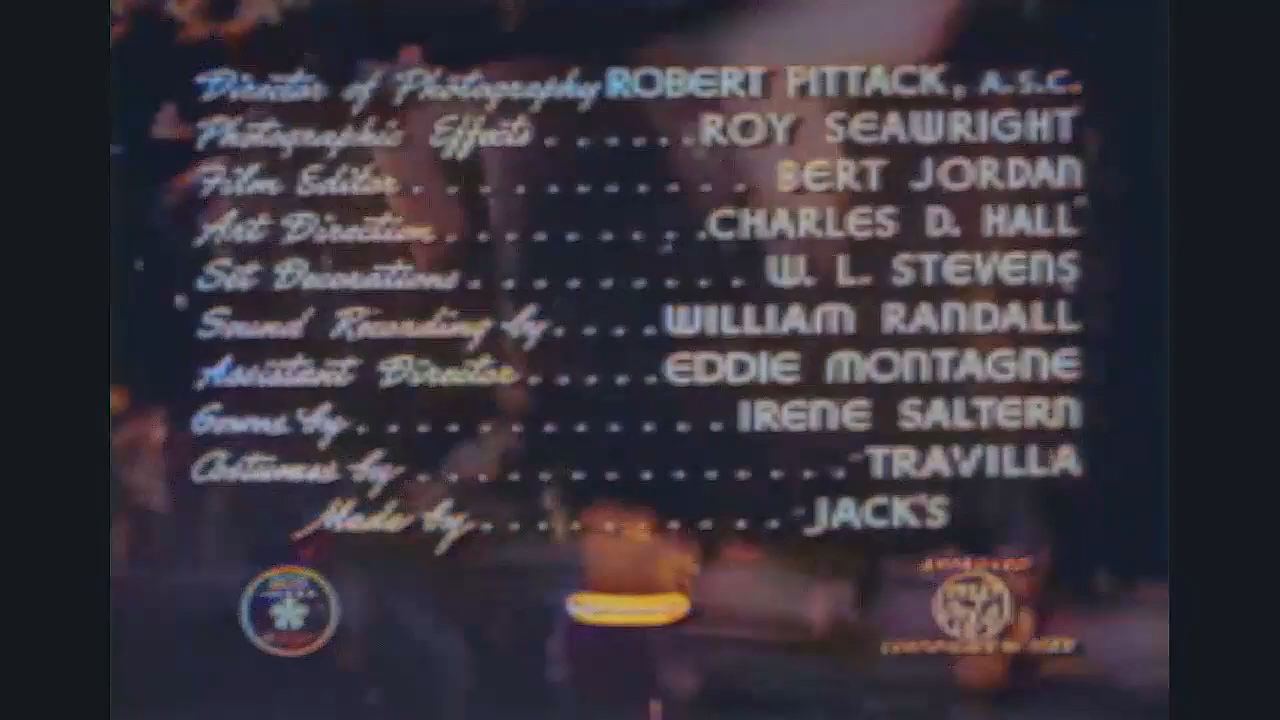 Director of Photography ROBERT PITTACK, A.S.C.
Photographic Effects . . . . . . ROY SEAWRIGHT
Film Editor . . . . . . . . . . . . BERT JORDAN
Art Direction . . . . . . . . . . CHARLES D. HALL
Set Decorations . . . . . . . . . . W. L. STEVENS
Sound Recording by . . . . WILLIAM RANDALL
Assistant Director . . . . . EDDIE MONTAGNE
Gowns by . . . . . . . . . . . . . IRENE SALTERN
Costumes by . . . . . . . . . . . . . . . TRAVILLA
Made by . . . . . . . . . . . JACK'S